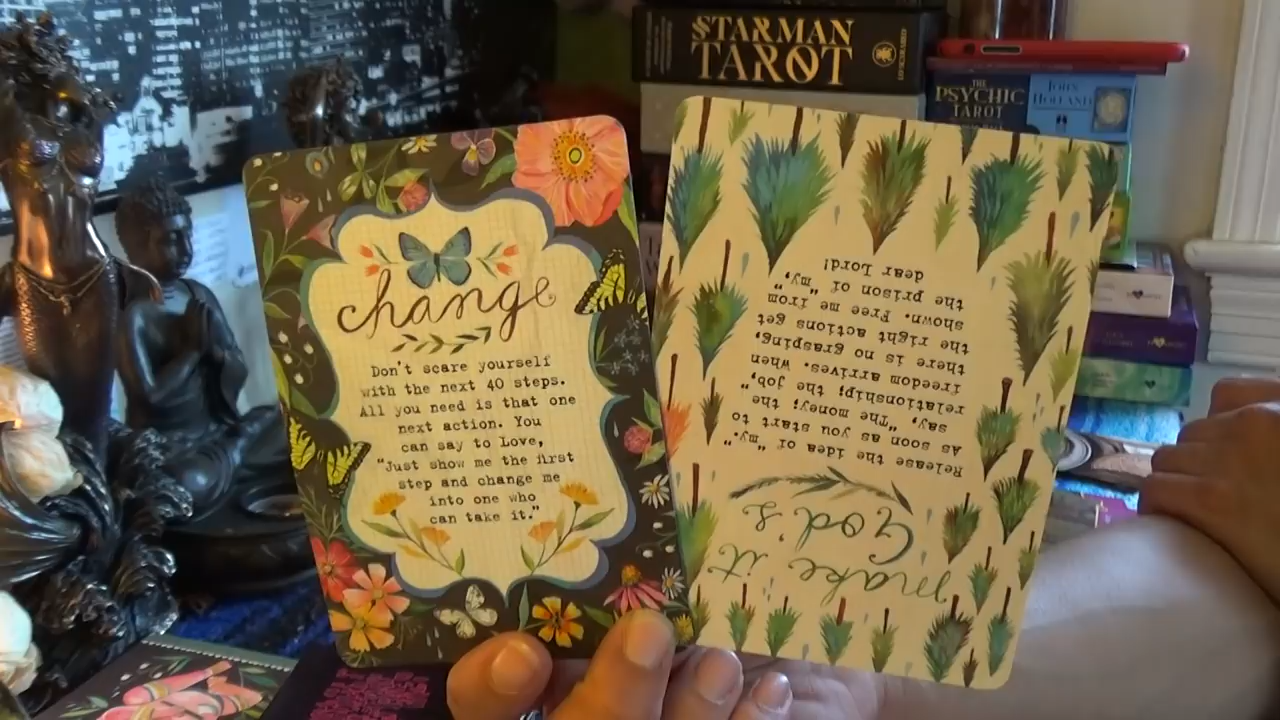 STARMAN
TAROT
THE
PSYCHIC
TAROT
JOHN
HOLLAND
change
Don't scare yourself
with the next 40 steps.
All you need is that one
next action. You
can say to Love,
"Just show me the first
step and change me
into one who
can take it."
make it
God's
Release the idea of "my."
As soon as you start to
say, "The money; the
relationship; the job,"
freedom arrives. When
there is no grasping,
the right actions get
shown. Free me from
the prison of "my,"
dear Lord!